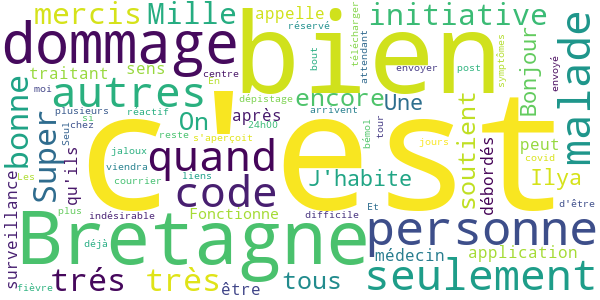 mercis Mille appelle réservé bout télécharger attendant initiative
dommage bien envoyer post symptômes Bonjour malade
traitant sens centre En envoyé
moi autres dépistage encore Une
bonne Super plusieurs si réactif On après 24h00 arrivent bémol tour jours covid soutient débordés peut
Seul chez s'aperçoit
c'est
qu'ils jaloux reste quand J'habite Ilya
Les viendra liens code d'être
surveillance courrier
plus indésirable Fonctionne difficile Et personne
Bretagne
déjà médecin application
fièvre trés très être tous seulement